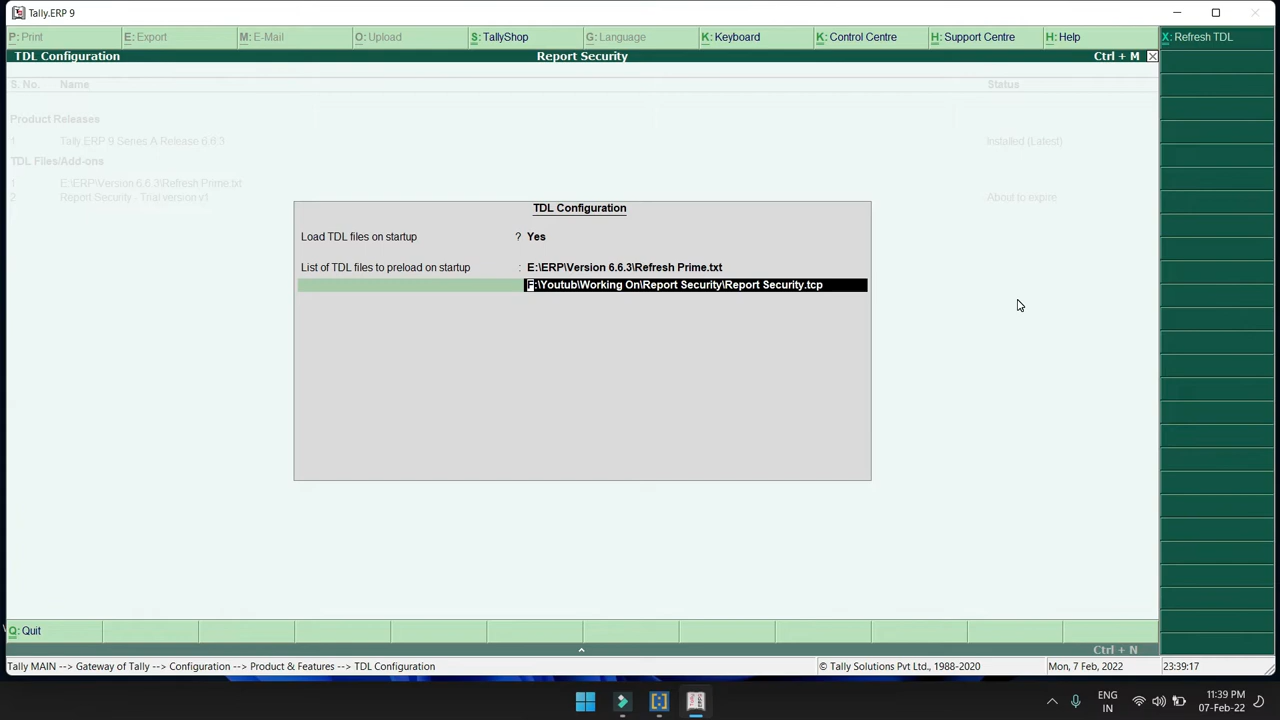 Tally.ERP 9
P: Print E: Export M: E-Mail O: Upload S: TallyShop G: Language K: Keyboard K: Control Centre H: Support Centre H: Help X: Refresh TDL
TDL Configuration Report Security Ctrl + M
S. No. Name Status
Product Releases
1 Tally ERP 9 Series A Release 6.6.3 Installed (Latest)
TDL Files/Add-ons
1 E:\ERP\Version 6.6.3\Refresh Prime.txt
2 Report Security - Trial version v1 About to expire
TDL Configuration
Load TDL files on startup ? Yes
List of TDL files to preload on startup : E:\ERP\Version 6.6.3\Refresh Prime.txt
F:\Youtub\Working On\Report Security\Report Security.tcp
Q: Quit
Ctrl + N
Tally MAIN --> Gateway of Tally --> Configuration --> Product & Features --> TDL Configuration © Tally Solutions Pvt Ltd., 1988-2020 Mon, 7 Feb, 2022 23:39:17
ENG
IN
11:39 PM
07-Feb-22